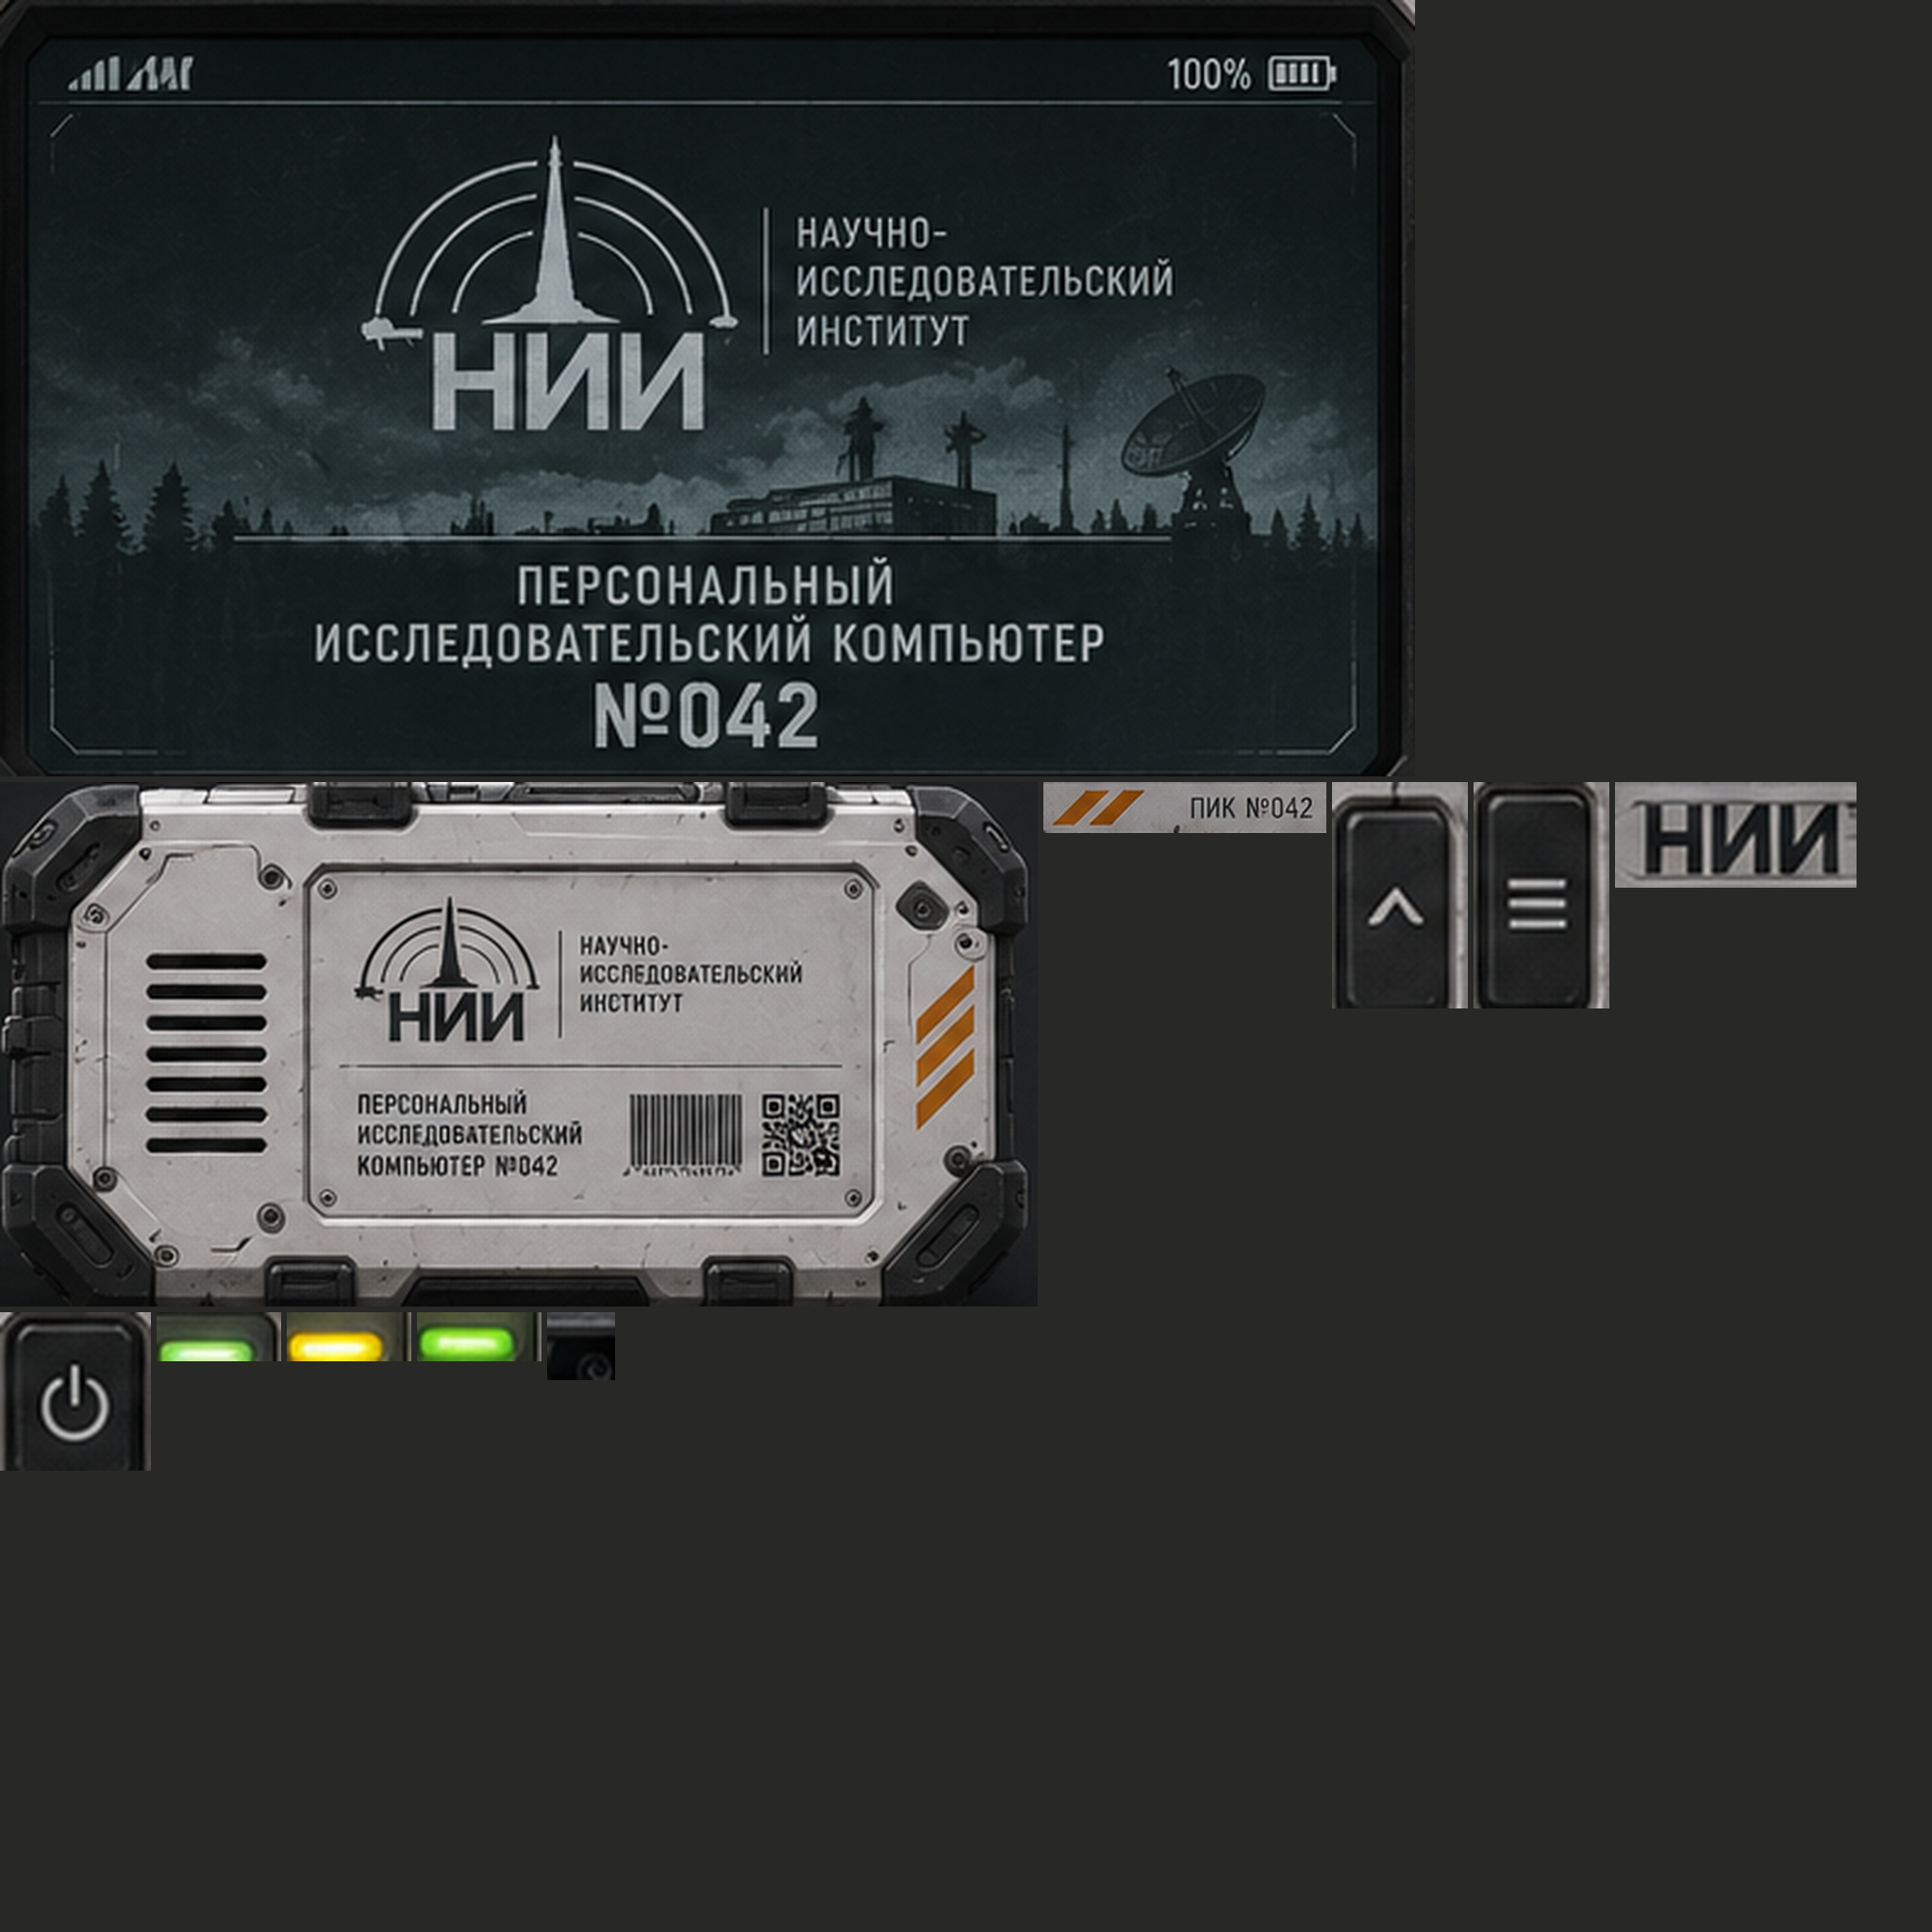 100%
НИИ
НАУЧНО-
ИССЛЕДОВАТЕЛЬСКИЙ
ИНСТИТУТ
ПЕРСОНАЛЬНЫЙ
ИССЛЕДОВАТЕЛЬСКИЙ КОМПЬЮТЕР
№042
НИИ
НАУЧНО-
ИССЛЕДОВАТЕЛЬСКИЙ
ИНСТИТУТ
ПЕРСОНАЛЬНЫЙ
ИССЛЕДОВАТЕЛЬСКИЙ
КОМПЬЮТЕР №042
ПИК №042
НИИ